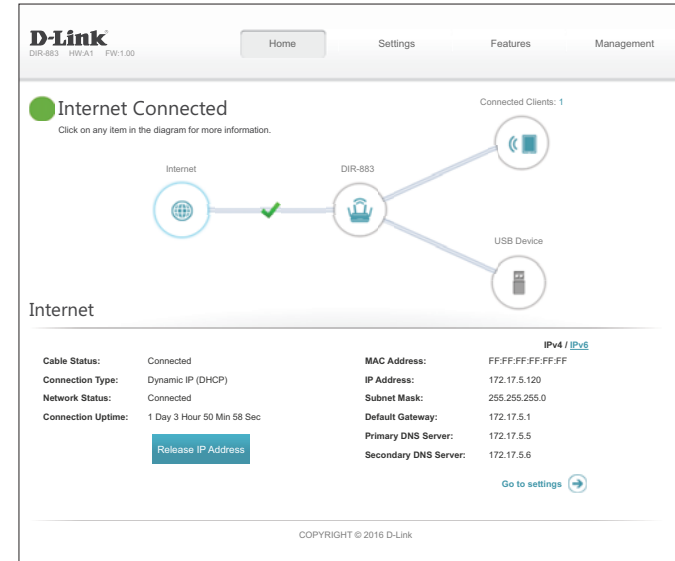 D-Link
DIR-883 HW:A1 FW:1.00
Home Settings Features Management
Internet Connected
Click on any item in the diagram for more information.
Connected Clients: 1
Internet
DIR-883
USB Device
Internet
IPv4 / IPv6
Cable Status: Connected
Connection Type: Dynamic IP (DHCP)
Network Status: Connected
Connection Uptime: 1 Day 3 Hour 50 Min 58 Sec
Release IP Address
MAC Address: FF:FF:FF:FF:FF:FF
IP Address: 172.17.5.120
Subnet Mask: 255.255.255.0
Default Gateway: 172.17.5.1
Primary DNS Server: 172.17.5.5
Secondary DNS Server: 172.17.5.6
Go to settings
COPYRIGHT © 2016 D-Link